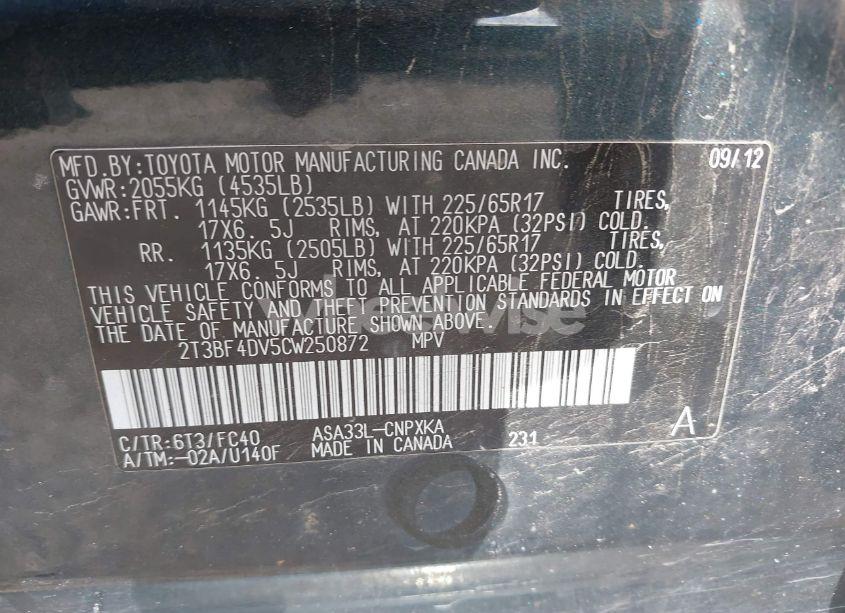 MFD.BY:TOYOTA MOTOR MANUFACTURING CANADA INC. 09/12
GVWR:2055KG (4535LB)
GAWR:FRT. 1145KG (2535LB) WITH 225/65R17 TIRES,
17X6. 5J RIMS, AT 220KPA (32PSI) COLD.
RR. 1135KG (2505LB) WITH 225/65R17 TIRES,
17X6. 5J RIMS, AT 220KPA (32PSI) COLD.
THIS VEHICLE CONFORMS TO ALL APPLICABLE FEDERAL MOTOR
VEHICLE SAFETY AND THEFT PREVENTION STANDARDS IN EFFECT ON
THE DATE OF MANUFACTURE SHOWN ABOVE.
2T3BF4DV5CW250872 MPV
C/TR:6T3/FC40 ASA33L-CNPXKA
A/TM:-02A/U140F MADE IN CANADA 231 A